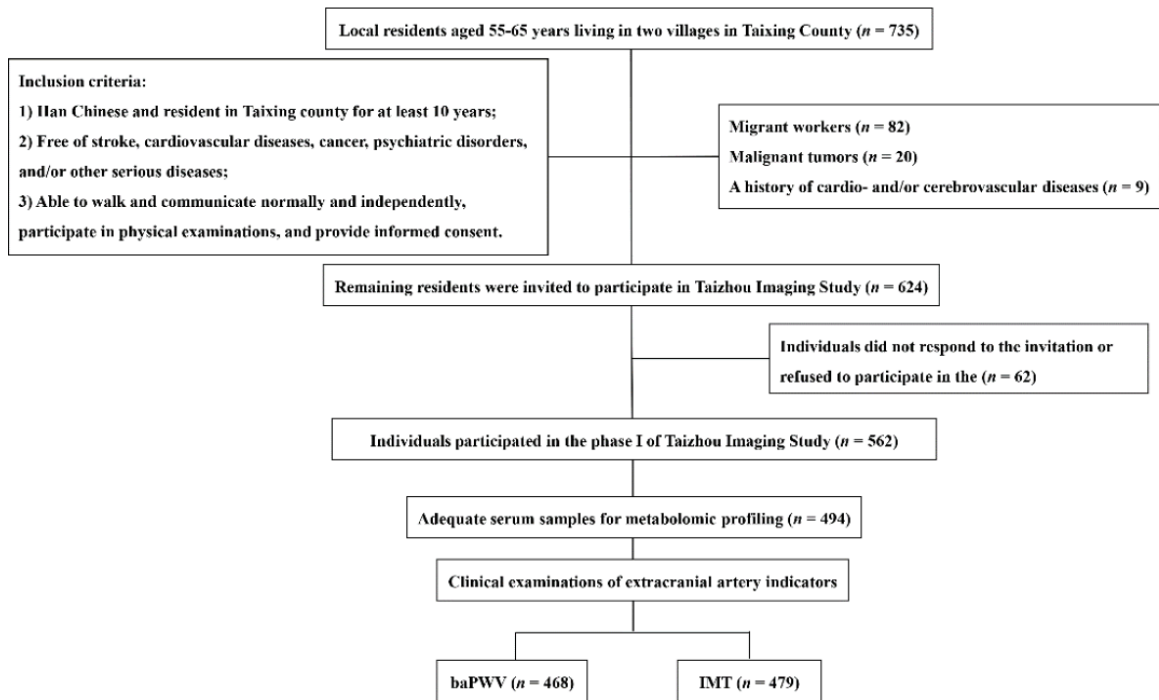 Local residents aged 55-65 years living in two villages in Taixing County (n = 735)
Inclusion criteria:
1) Han Chinese and resident in Taixing county for at least 10 years;
2) Free of stroke, cardiovascular diseases, cancer, psychiatric disorders,
and/or other serious diseases;
3) Able to walk and communicate normally and independently,
participate in physical examinations, and provide informed consent.
Migrant workers (n = 82)
Malignant tumors (n = 20)
A history of cardio- and/or cerebrovascular diseases (n = 9)
Remaining residents were invited to participate in Taizhou Imaging Study (n = 624)
Individuals did not respond to the invitation or
refused to participate in the (n = 62)
Individuals participated in the phase I of Taizhou Imaging Study (n = 562)
Adequate serum samples for metabolomic profiling (n = 494)
Clinical examinations of extracranial artery indicators
baPWV (n = 468)
IMT (n = 479)